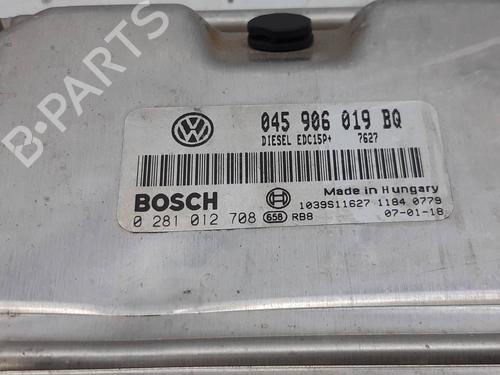 045 906 019 BQ
DIESEL EDC15P+ 7627
BOSCH
Made in Hungary
0 281 012 708 658 RB8
1039S11627 1184 0779
07-01-18
B-PARTS